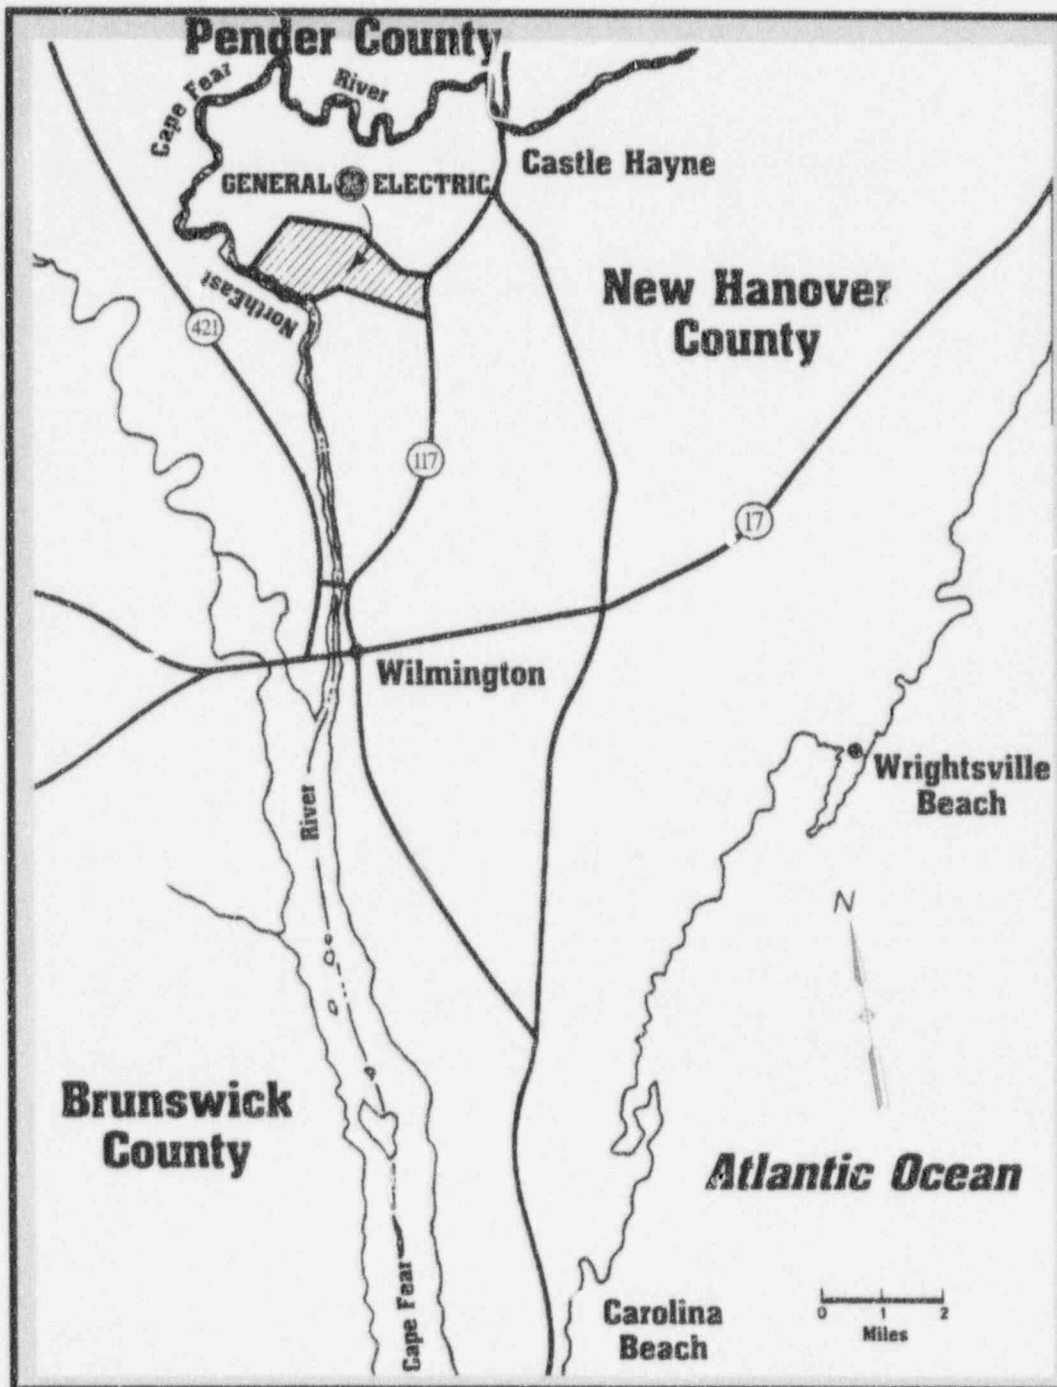 Pender County
Cape Fear
River
Castle Hayne
GENERAL GE ELECTRIC
NorthEast
New Hanover
County
421
117
17
Wilmington
Wrightsville
Beach
River
N
Brunswick
County
Atlantic Ocean
Cape Fear
Carolina
Beach
0 1 2
Miles